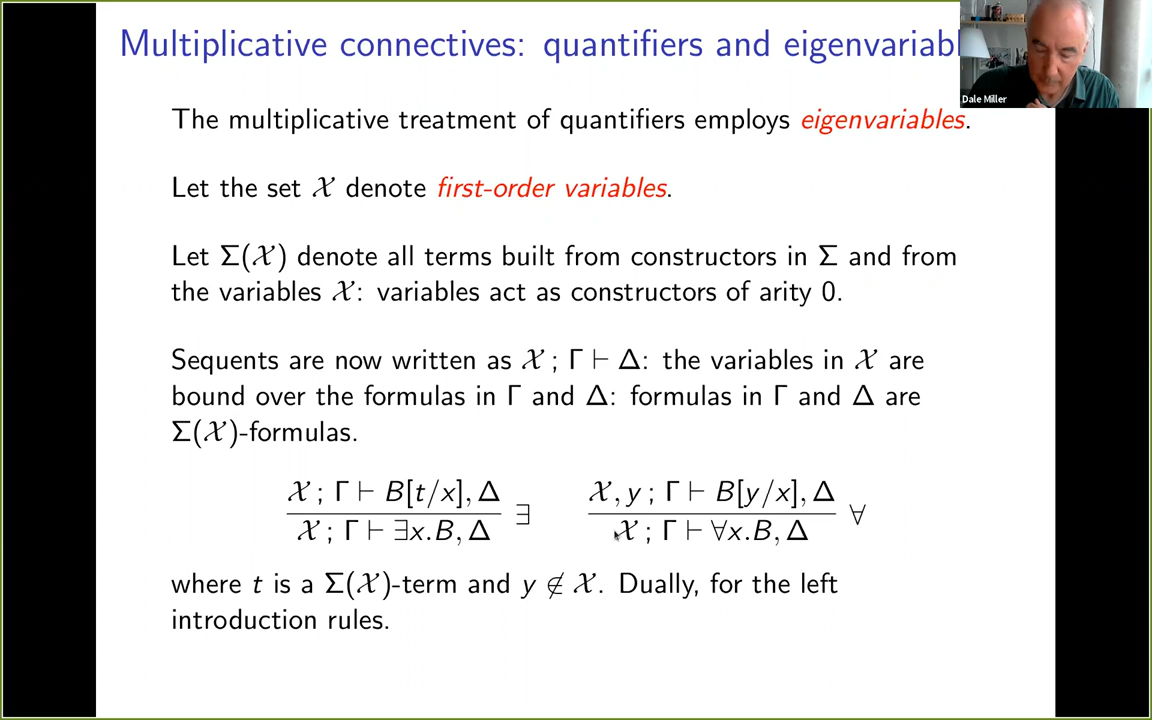 Multiplicative connectives: quantifiers and eigenvariabl
Dale Miller
The multiplicative treatment of quantifiers employs eigenvariables.
Let the set 𝒳 denote first-order variables.
Let Σ(𝒳) denote all terms built from constructors in Σ and from
the variables 𝒳: variables act as constructors of arity 0.
Sequents are now written as 𝒳 ; Γ ⊢ Δ: the variables in 𝒳 are
bound over the formulas in Γ and Δ: formulas in Γ and Δ are
Σ(𝒳)-formulas.
𝒳 ; Γ ⊢ B[t/x], Δ
𝒳 ; Γ ⊢ ∃x.B, Δ ∃
𝒳, y ; Γ ⊢ B[y/x], Δ
𝒳 ; Γ ⊢ ∀x.B, Δ ∀
where t is a Σ(𝒳)-term and y ∉ 𝒳. Dually, for the left
introduction rules.